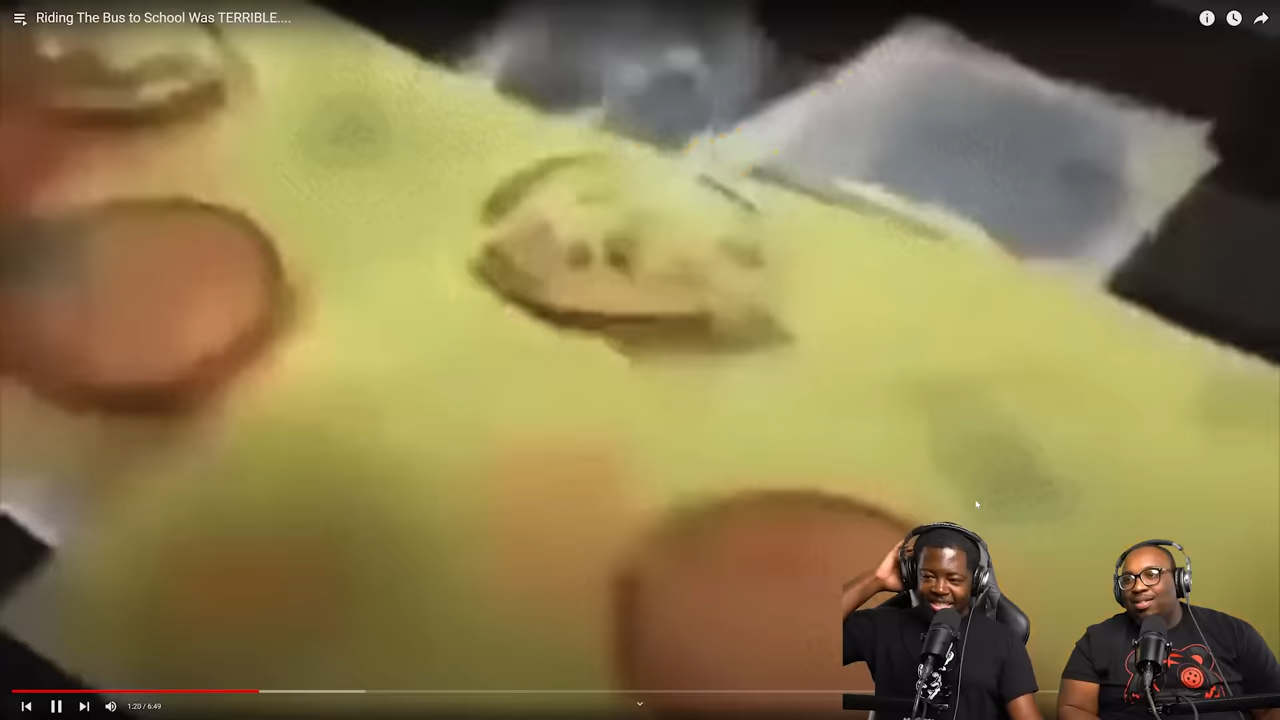 Riding The Bus to School Was TERRIBLE....
1:20 / 6:49